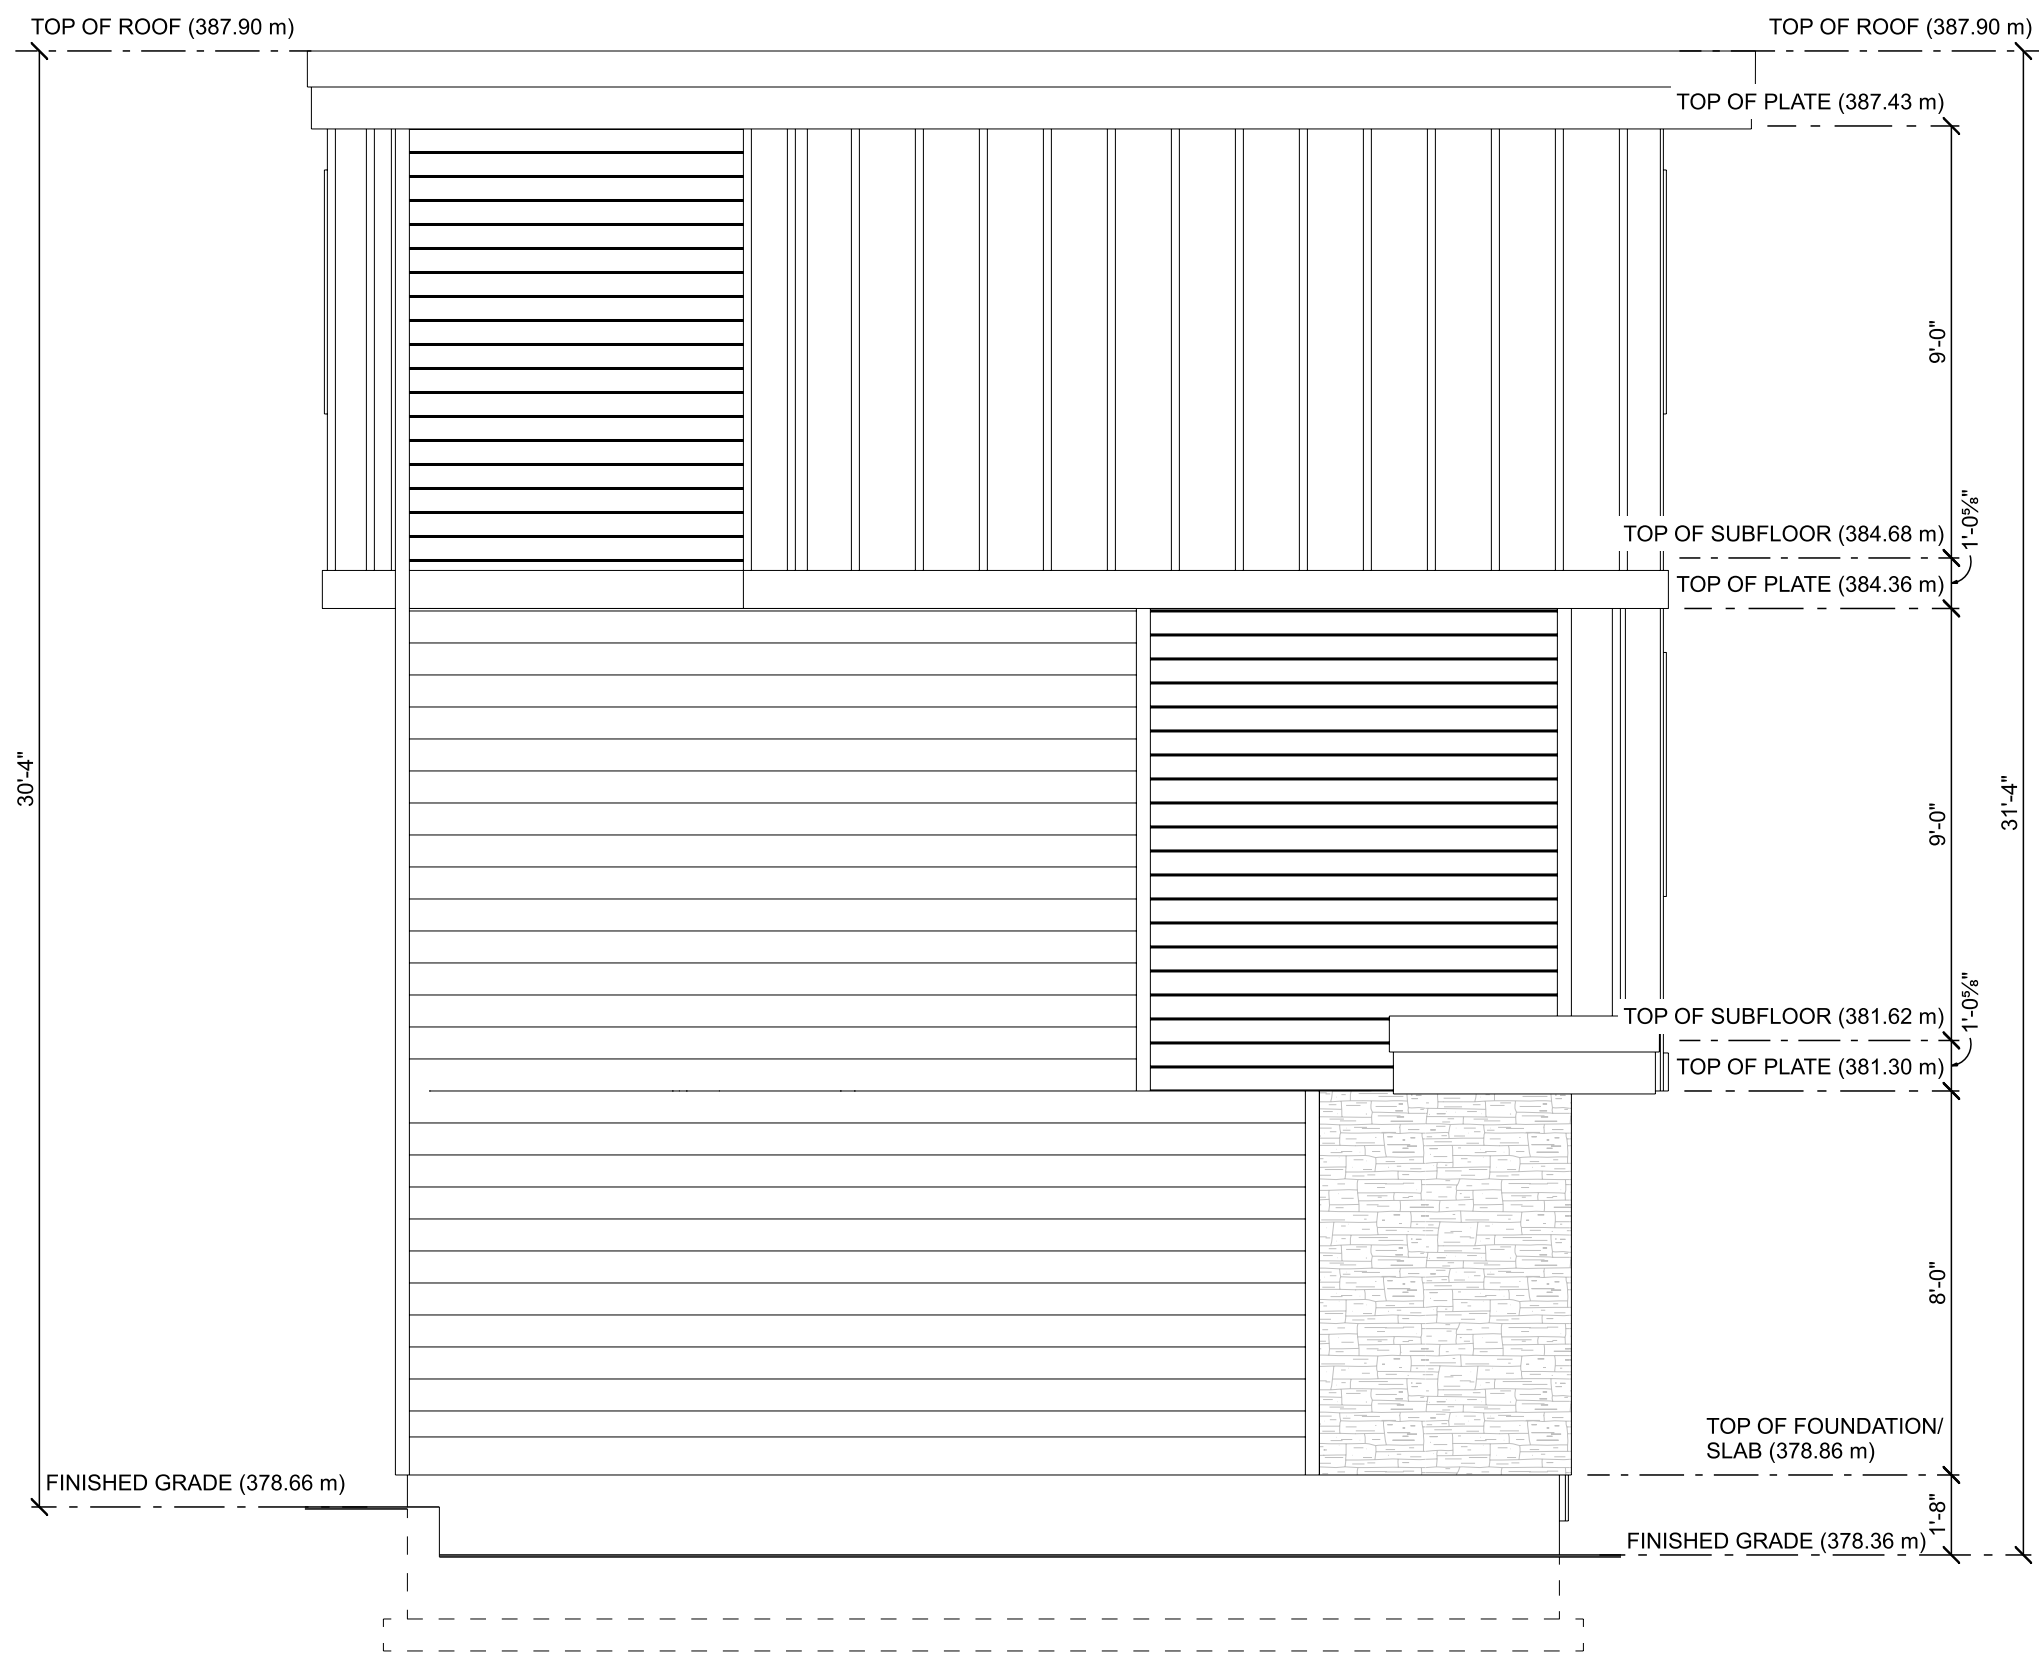 TOP OF ROOF (387.90 m)
TOP OF ROOF (387.90 m)
TOP OF PLATE (387.43 m)
9'-0"
1'-0⅝"
TOP OF SUBFLOOR (384.68 m)
TOP OF PLATE (384.36 m)
30'-4"
31'-4"
9'-0"
1'-0⅝"
TOP OF SUBFLOOR (381.62 m)
TOP OF PLATE (381.30 m)
8'-0"
TOP OF FOUNDATION/
SLAB (378.86 m)
FINISHED GRADE (378.66 m)
1'-8"
FINISHED GRADE (378.36 m)